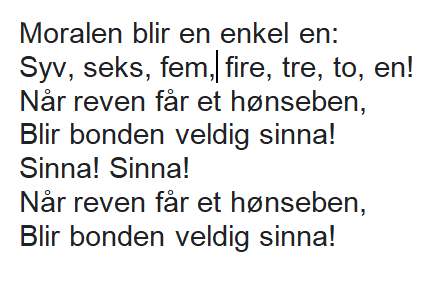 Moralen blir en enkel en:
Syv, seks, fem, fire, tre, to, en!
Når reven får et hønseben,
Blir bonden veldig sinna!
Sinna! Sinna!
Når reven får et hønseben,
Blir bonden veldig sinna!